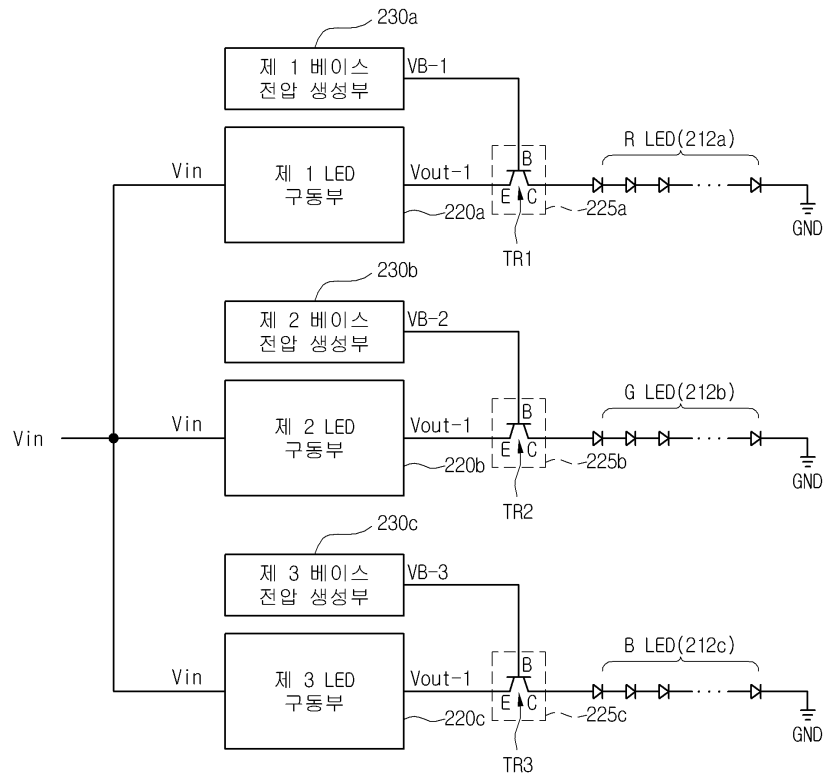 230a
제 1 베이스
전압 생성부
VB-1
R LED(212a)
제 1 LED
구동부
Vin
Vout-1
B
E
C
220a
225a
TR1
GND
230b
제 2 베이스
전압 생성부
VB-2
G LED(212b)
제 2 LED
구동부
Vin
Vin
Vout-1
B
E
C
220b
225b
TR2
GND
230c
제 3 베이스
전압 생성부
VB-3
B LED(212c)
제 3 LED
구동부
Vin
Vout-1
B
E
C
220c
225c
TR3
GND